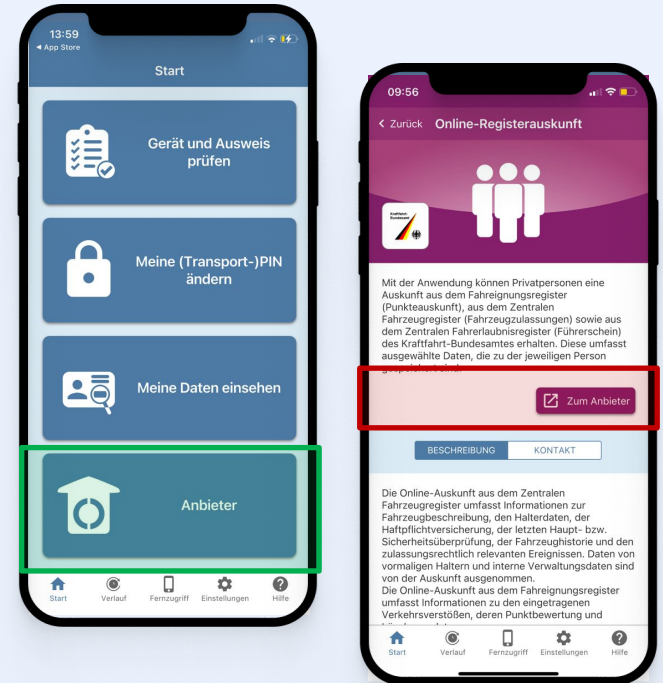 13:59
◀ App Store
Start
Gerät und Ausweis
prüfen
Meine (Transport-)PIN
ändern
Meine Daten einsehen
Anbieter
Start
Verlauf
Fernzugriff
Einstellungen
Hilfe
09:56
Zurück
Online-Registerauskunft
Kraftfahrt-
Bundesamt
Mit der Anwendung können Privatpersonen eine
Auskunft aus dem Fahreignungsregister
(Punkteauskunft), aus dem Zentralen
Fahrzeugregister (Fahrzeugzulassungen) sowie aus
dem Zentralen Fahrerlaubnisregister (Führerschein)
des Kraftfahrt-Bundesamtes erhalten. Diese umfasst
ausgewählte Daten, die zu der jeweiligen Person
Zum Anbieter
BESCHREIBUNG
KONTAKT
Die Online-Auskunft aus dem Zentralen
Fahrzeugregister umfasst Informationen zur
Fahrzeugbeschreibung, den Halterdaten, der
Haftpflichtversicherung, der letzten Haupt- bzw.
Sicherheitsüberprüfung, der Fahrzeughistorie und den
zulassungsrechtlich relevanten Ereignissen. Daten von
vormaligen Haltern und interne Verwaltungsdaten sind
von der Auskunft ausgenommen.
Die Online-Auskunft aus dem Fahreignungsregister
umfasst Informationen zu den eingetragenen
Verkehrsverstößen, deren Punktbewertung und
Start
Verlauf
Fernzugriff
Einstellungen
Hilfe